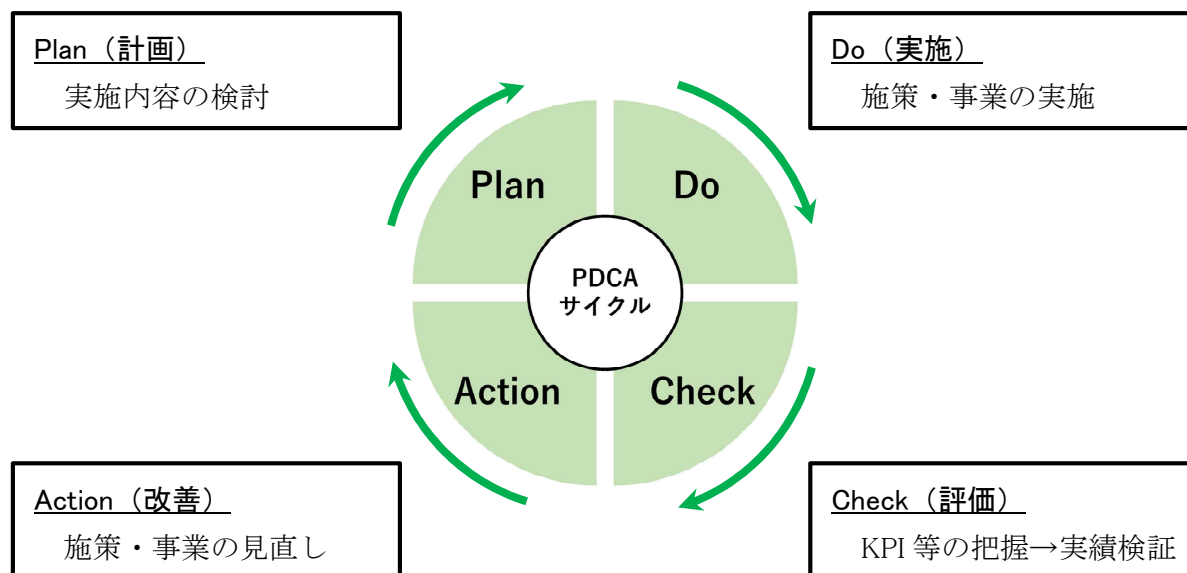 Plan（計画）
実施内容の検討
Do（実施）
施策・事業の実施
Plan
Do
PDCA
サイクル
Action
Check
Action（改善）
施策・事業の見直し
Check（評価）
KPI 等の把握→実績検証